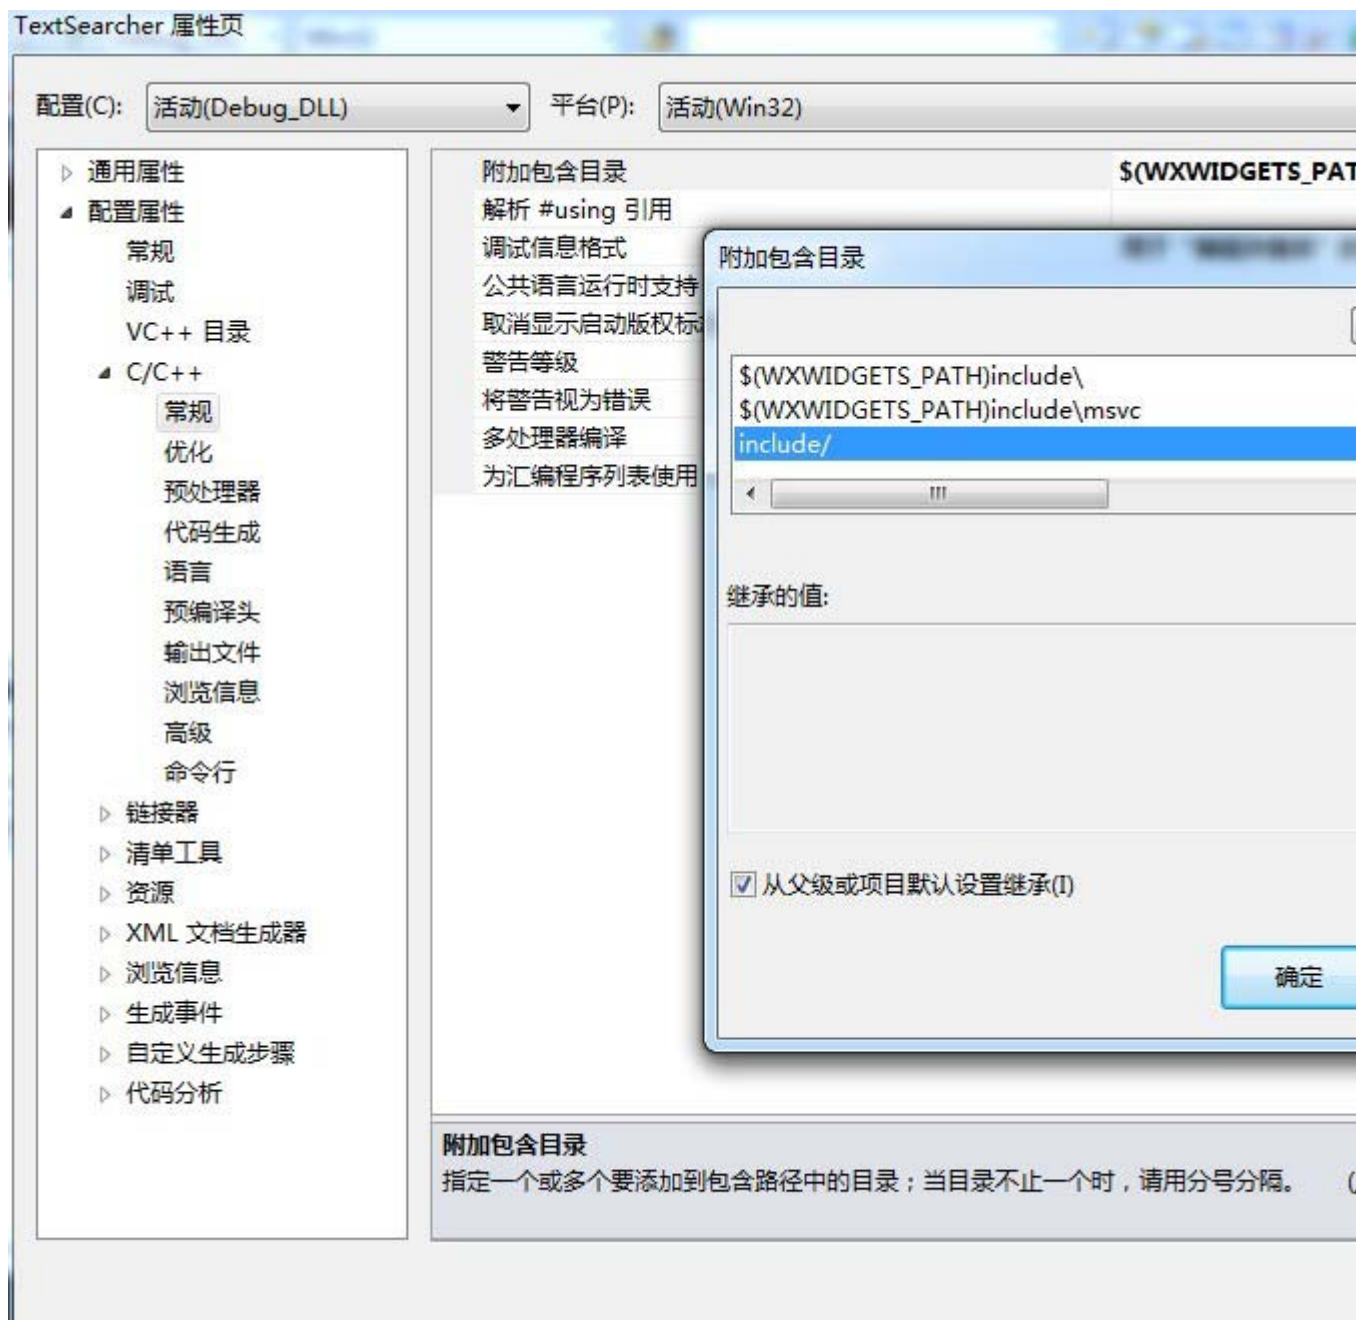 TextSearcher 属性页
配置(C): 活动(Debug_DLL) 平台(P): 活动(Win32)
通用属性
配置属性
常规
调试
VC++ 目录
C/C++
常规
优化
预处理器
代码生成
语言
预编译头
输出文件
浏览信息
高级
命令行
链接器
清单工具
资源
XML 文档生成器
浏览信息
生成事件
自定义生成步骤
代码分析
附加包含目录 $(WXWIDGETS_PAT
解析 #using 引用
调试信息格式
公共语言运行时支持
取消显示启动版权标
警告等级
将警告视为错误
多处理器编译
为汇编程序列表使用
附加包含目录
$(WXWIDGETS_PATH)include\
$(WXWIDGETS_PATH)include\msvc
include/
继承的值:
从父级或项目默认设置继承(I)
确定
附加包含目录
指定一个或多个要添加到包含路径中的目录；当目录不止一个时，请用分号分隔。 (